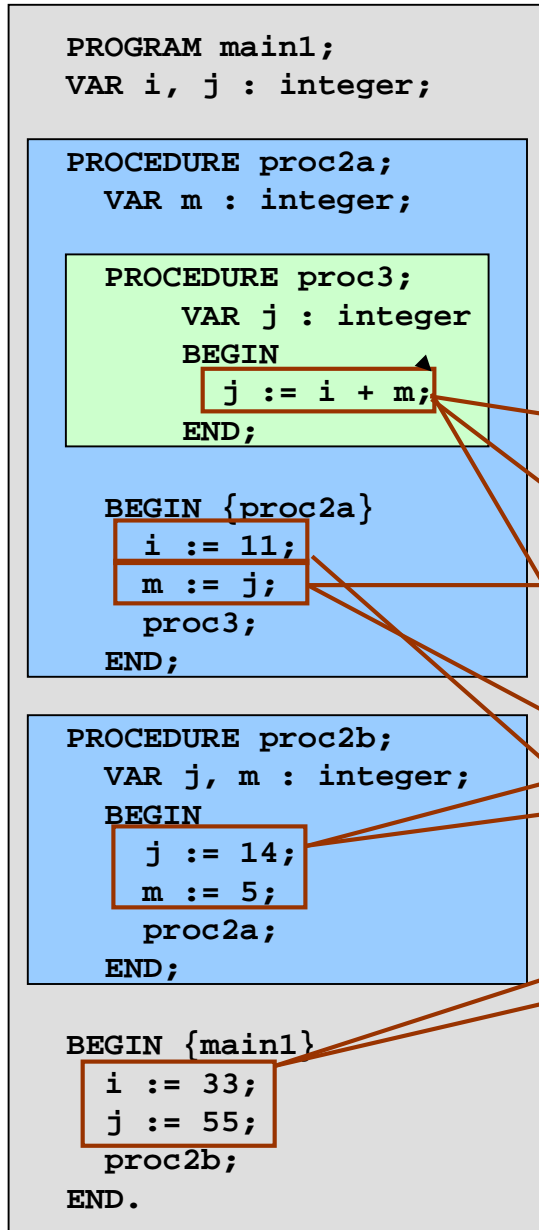 PROGRAM main1;
VAR i, j : integer;
PROCEDURE proc2a;
VAR m : integer;
PROCEDURE proc3;
VAR j : integer
BEGIN
j := i + m;
END;
BEGIN {proc2a}
i := 11;
m := j;
proc3;
END;
PROCEDURE proc2b;
VAR j, m : integer;
BEGIN
j := 14;
m := 5;
proc2a;
END;
BEGIN {main1}
i := 33;
j := 55;
proc2b;
END.